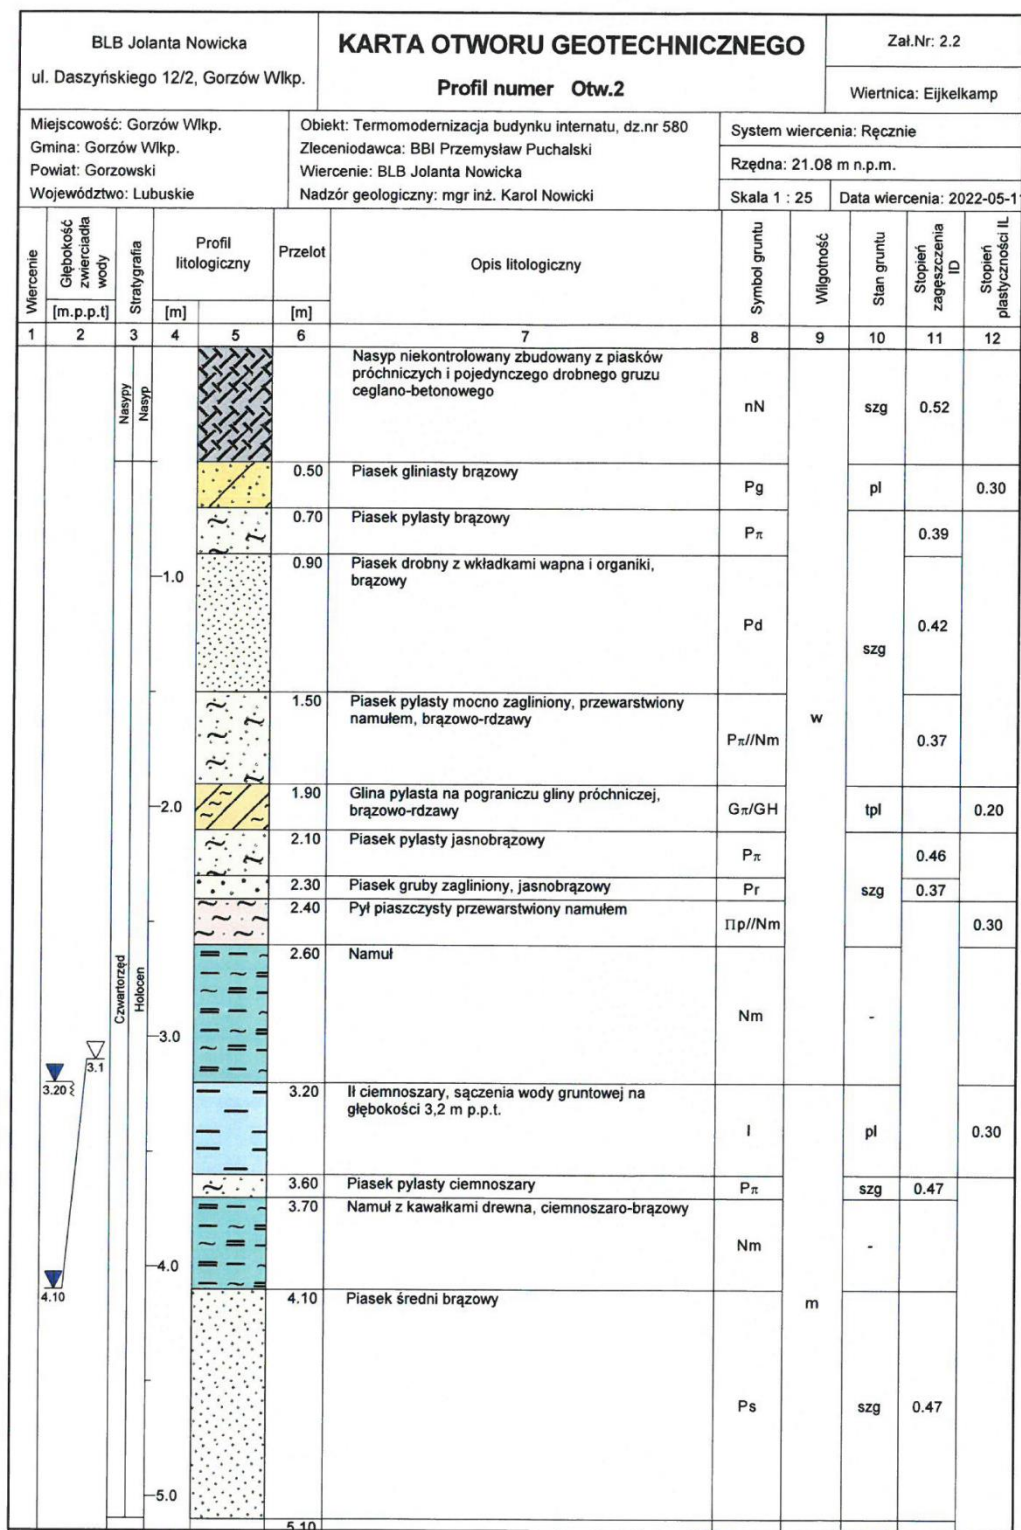 BLB Jolanta Nowicka
ul. Daszyńskiego 12/2, Gorzów Wlkp.
KARTA OTWORU GEOTECHNICZNEGO
Profil numer Otw.2
Zał.Nr: 2.2
Wiertnica: Eijkelkamp
Miejscowość: Gorzów Wlkp.
Gmina: Gorzów Wlkp.
Powiat: Gorzowski
Województwo: Lubuskie
Obiekt: Termomodernizacja budynku internatu, dz.nr 580
Zleceniodawca: BBI Przemysław Puchalski
Wiercenie: BLB Jolanta Nowicka
Nadzór geologiczny: mgr inż. Karol Nowicki
System wiercenia: Ręcznie
Rzędna: 21.08 m n.p.m.
Skala 1 : 25
Data wiercenia: 2022-05-11
Wiercenie
Głębokość zwierciadła wody
[m.p.p.t]
Stratygrafia
Profil litologiczny
[m]
Przelot
[m]
Opis litologiczny
Symbol gruntu
Wilgotność
Stan gruntu
Stopień zagęszczenia ID
Stopień plastyczności IL
1 2 3 4 5 6 7 8 9 10 11 12
Nasypy
Nasyp
Nasyp niekontrolowany zbudowany z piasków
próchniczych i pojedynczego drobnego gruzu
ceglano-betonowego
nN szg 0.52
0.50 Piasek gliniasty brązowy
Pg pl 0.30
0.70 Piasek pylasty brązowy
Pπ 0.39
0.90 Piasek drobny z wkładkami wapna i organiki,
brązowy
1.0
Pd 0.42
szg
1.50 Piasek pylasty mocno zagliniony, przewarstwiony
namułem, brązowo-rdzawy
w
Pπ//Nm 0.37
1.90 Glina pylasta na pograniczu gliny próchniczej,
brązowo-rdzawy
2.0
Gπ/GH tpl 0.20
2.10 Piasek pylasty jasnobrązowy
Pπ 0.46
2.30 Piasek gruby zagliniony, jasnobrązowy
Pr szg 0.37
2.40 Pył piaszczysty przewarstwiony namułem
Πp//Nm 0.30
2.60 Namuł
Czwartorzęd
Holocen
Nm -
3.0
3.1
3.20
3.20 Ił ciemnoszary, sączenia wody gruntowej na
głębokości 3,2 m p.p.t.
I pl 0.30
3.60 Piasek pylasty ciemnoszary
Pπ szg 0.47
3.70 Namuł z kawałkami drewna, ciemnoszaro-brązowy
Nm -
4.0
4.10
4.10 Piasek średni brązowy
m
Ps szg 0.47
5.0
5.10